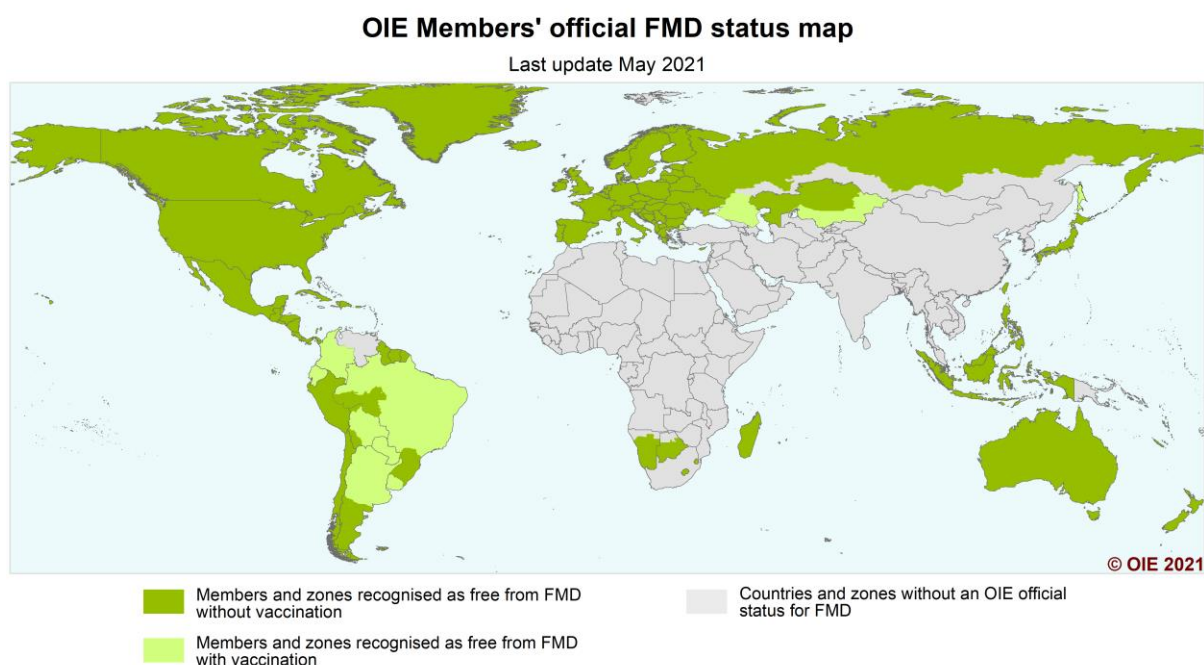 OIE Members' official FMD status map
Last update May 2021
© OIE 2021
Members and zones recognised as free from FMD
without vaccination
Countries and zones without an OIE official
status for FMD
Members and zones recognised as free from FMD
with vaccination